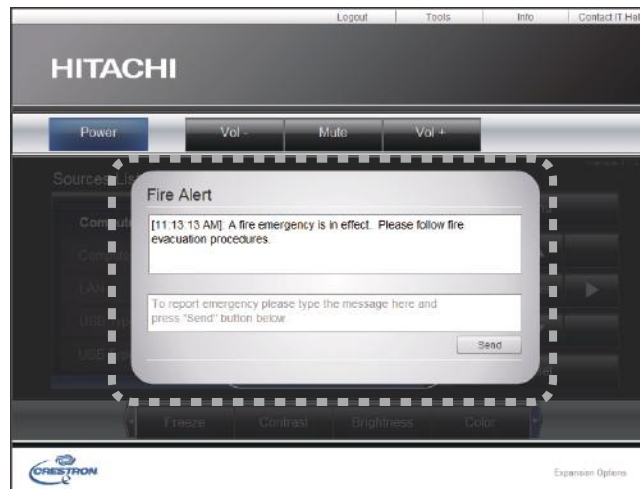 Logout Tools Info Contact IT Hel
HITACHI
Power Vol - Mute Vol +
Sources List
Fire Alert
[11:13:13 AM]: A fire emergency is in effect. Please follow fire
evacuation procedures.
To report emergency please type the message here and
press "Send" button below
Send
Freeze Contrast Brightness Color
CRESTRON
Expansion Options